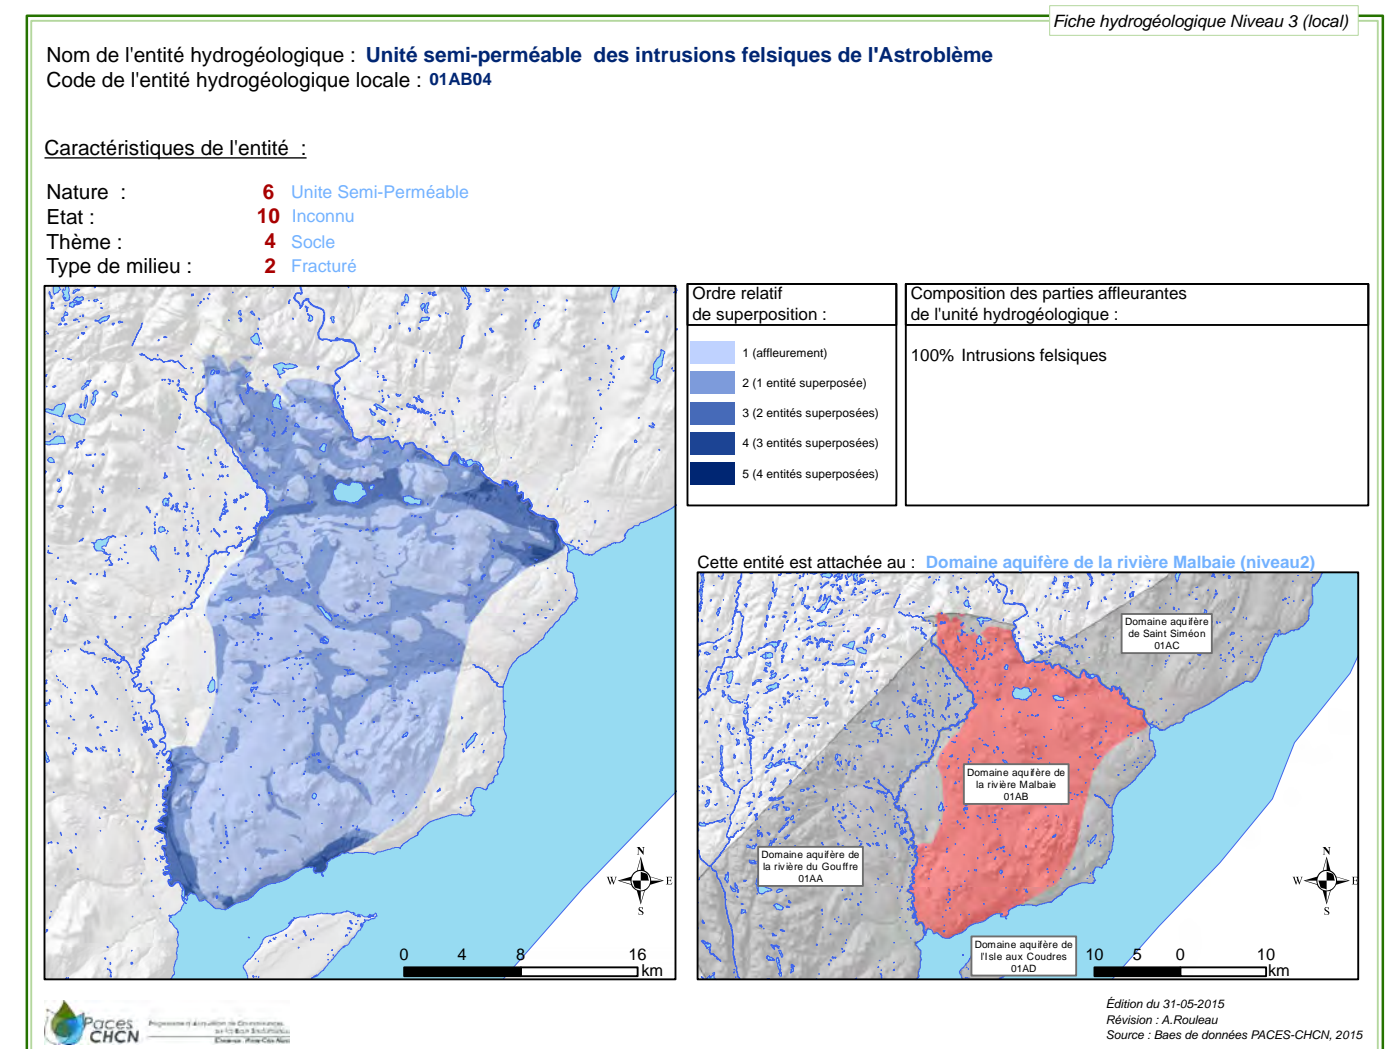 Fiche hydrogéologique Niveau 3 (local)
Nom de l'entité hydrogéologique : Unité semi-perméable des intrusions felsiques de l'Astroblème
Code de l'entité hydrogéologique locale : 01AB04
Caractéristiques de l'entité :
Nature : 6 Unite Semi-Perméable
Etat : 10 Inconnu
Thème : 4 Socle
Type de milieu : 2 Fracturé
Ordre relatif
de superposition :
1 (affleurement)
2 (1 entité superposée)
3 (2 entités superposées)
4 (3 entités superposées)
5 (4 entités superposées)
Composition des parties affleurantes
de l'unité hydrogéologique :
100% Intrusions felsiques
N
W E
S
0 4 8 16
km
Cette entité est attachée au : Domaine aquifère de la rivière Malbaie (niveau2)
Domaine aquifère
de Saint Siméon
01AC
Domaine aquifère de
la rivière Malbaie
01AB
Domaine aquifère de
la rivière du Gouffre
01AA
Domaine aquifère de
l'Isle aux Coudres
01AD
N
W E
S
10 5 0 10
km
Paces
CHCN
Édition du 31-05-2015
Révision : A.Rouleau
Source : Baes de données PACES-CHCN, 2015